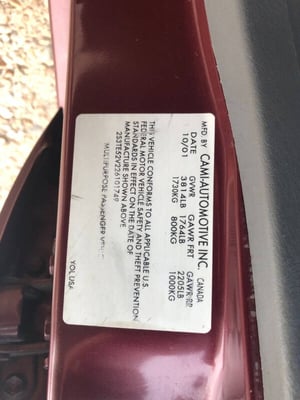 MFD. BY CAMI AUTOMOTIVE INC. CANADA
DATE GVWR GAWR FRT GAWR RR
10/01 3814LB 1764LB 2205LB
1730KG 800KG 1000KG
THIS VEHICLE CONFORMS TO ALL APPLICABLE U.S.
FEDERAL MOTOR VEHICLE SAFETY AND THEFT PREVENTION
STANDARDS IN EFFECT ON THE DATE OF
MANUFACTURE SHOWN ABOVE.
2S3TE52V226101749
MULTIPURPOSE PASSENGER
YOL USA